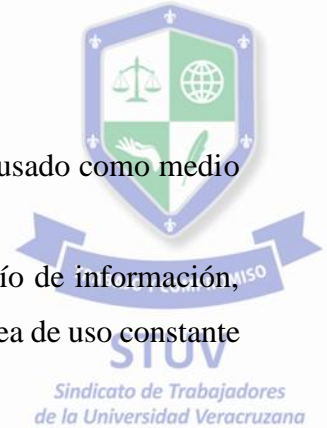 usado como medio
ío de información,
ea de uso constante
STUV
Sindicato de Trabajadores
de la Universidad Veracruzana